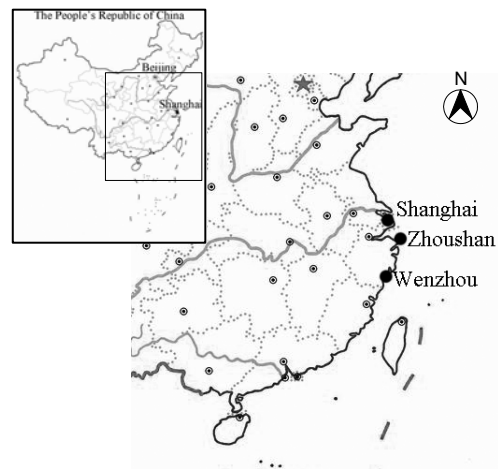 The People's Republic of China
Beijing
Shanghai
N
Shanghai
Zhoushan
Wenzhou